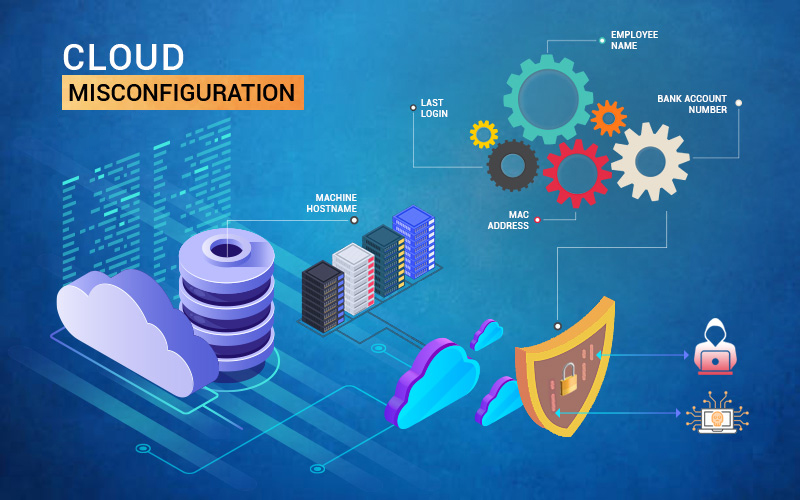 CLOUD
MISCONFIGURATION
EMPLOYEE
NAME
LAST
LOGIN
BANK ACCOUNT
NUMBER
MACHINE
HOSTNAME
MAC
ADDRESS